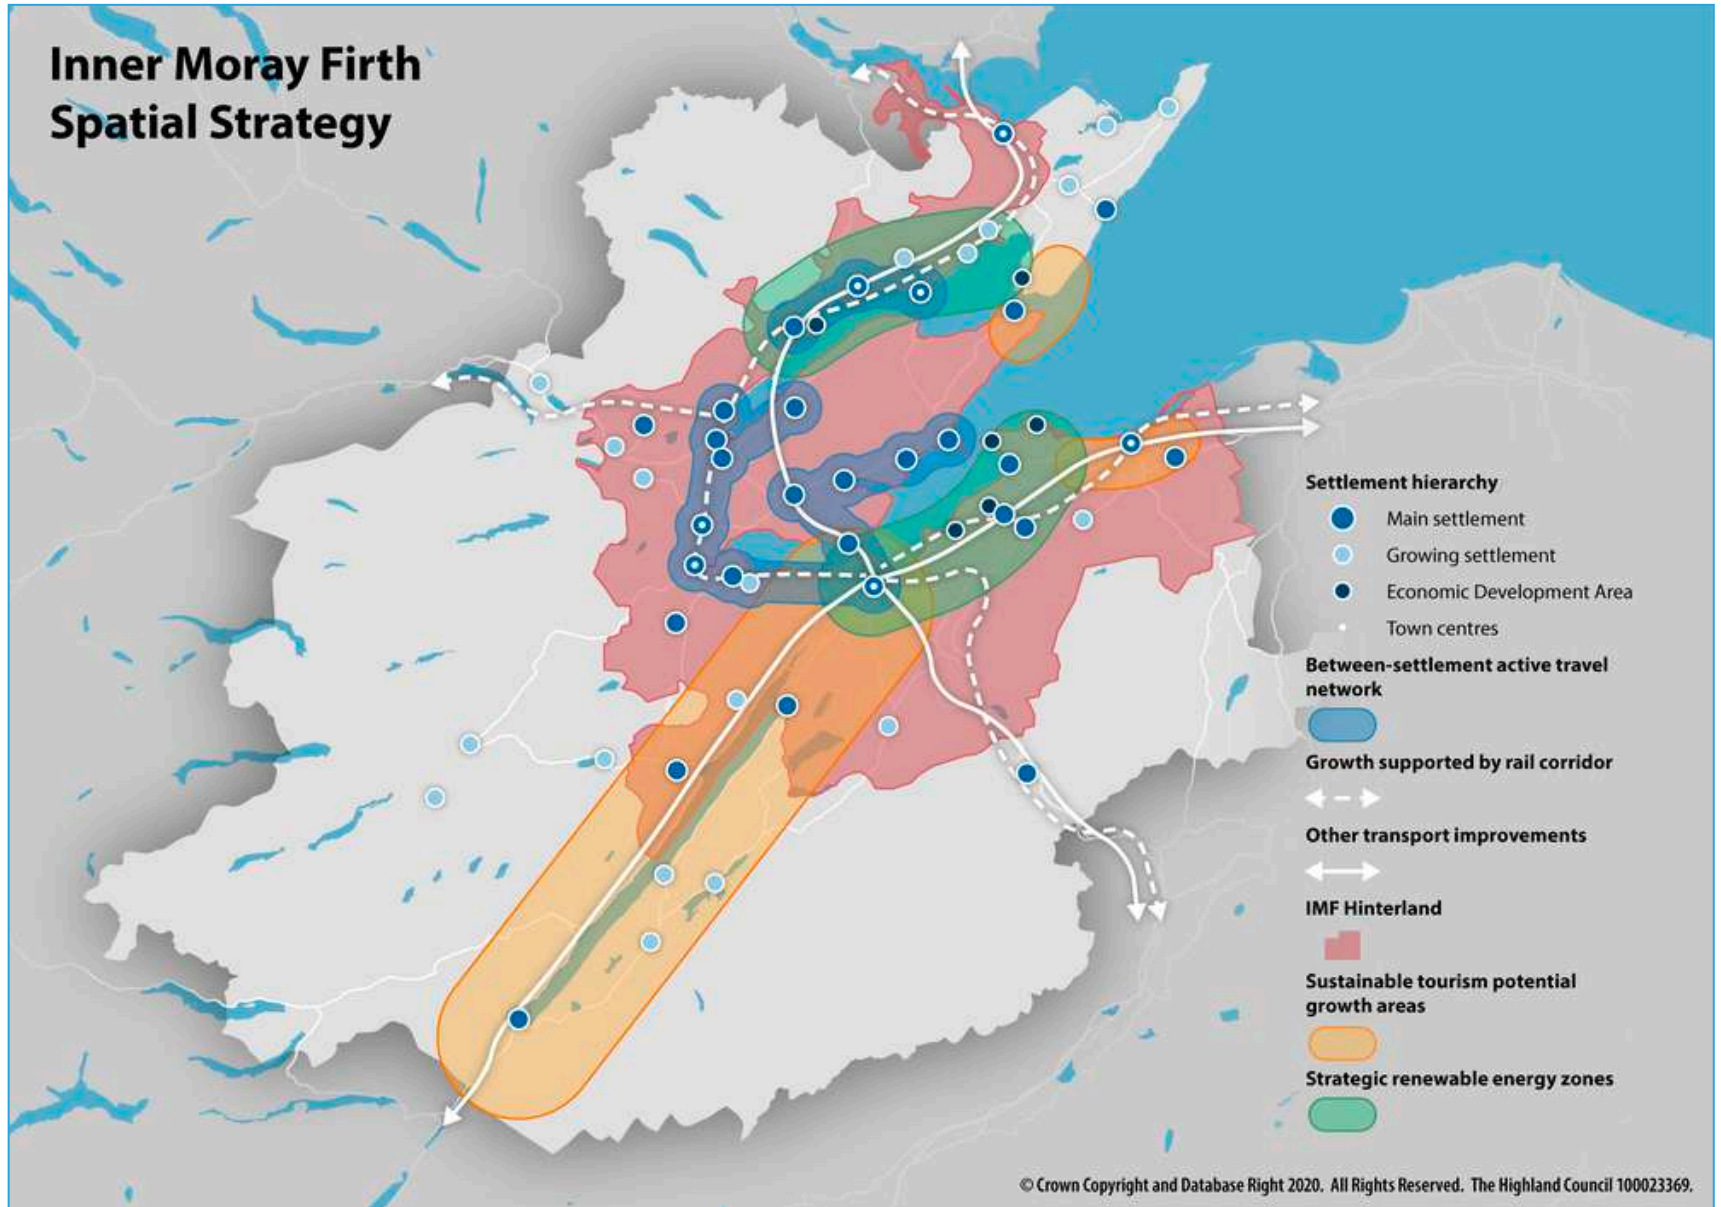 Inner Moray Firth
Spatial Strategy
Settlement hierarchy
Main settlement
Growing settlement
Economic Development Area
Town centres
Between-settlement active travel
network
Growth supported by rail corridor
Other transport improvements
IMF Hinterland
Sustainable tourism potential
growth areas
Strategic renewable energy zones
© Crown Copyright and Database Right 2020. All Rights Reserved. The Highland Council 100023369.